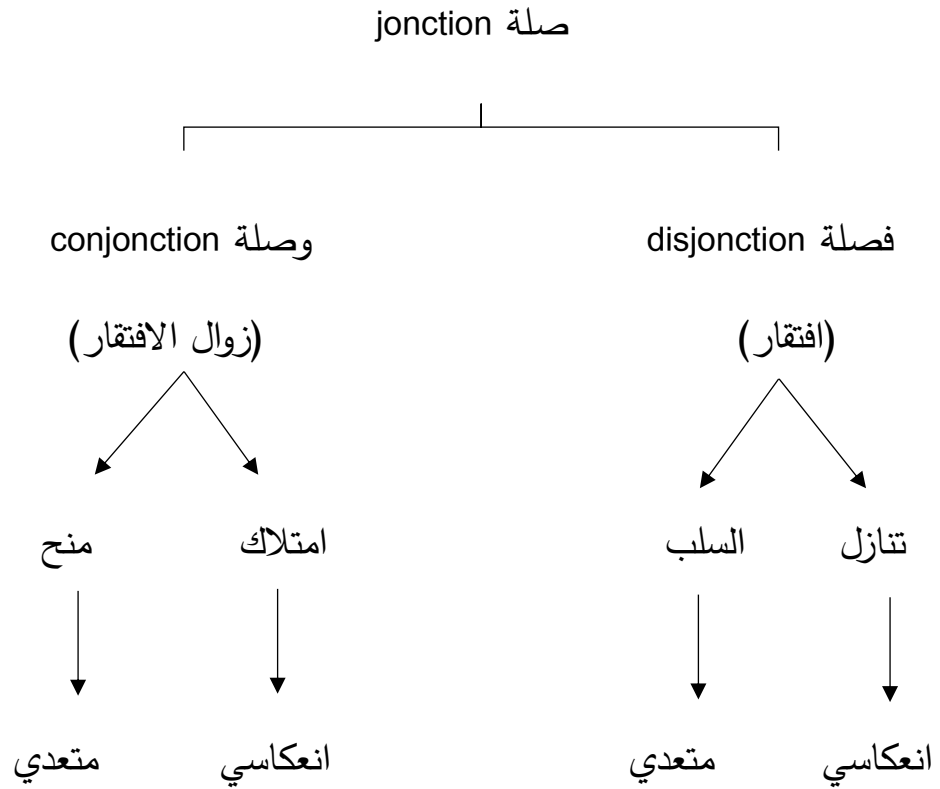 صلة jonction
فصلة disjonction
وصلة conjonction
(افتقار)
(زوال الافتقار)
تنازل
السلب
امتلاك
منح
انعكاسي
متعدي
انعكاسي
متعدي